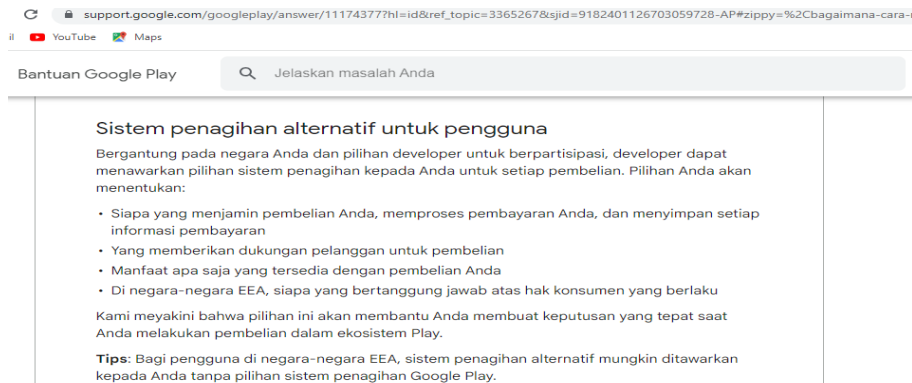 support.google.com/googleplay/answer/11174377?hl=id&ref_topic=3365267&sjid=9182401126703059728-AP#zippy=%2Cbagaimana-cara-
il YouTube Maps
Bantuan Google Play Jelaskan masalah Anda
Sistem penagihan alternatif untuk pengguna
Bergantung pada negara Anda dan pilihan developer untuk berpartisipasi, developer dapat
menawarkan pilihan sistem penagihan kepada Anda untuk setiap pembelian. Pilihan Anda akan
menentukan:
• Siapa yang menjamin pembelian Anda, memproses pembayaran Anda, dan menyimpan setiap
informasi pembayaran
• Yang memberikan dukungan pelanggan untuk pembelian
• Manfaat apa saja yang tersedia dengan pembelian Anda
• Di negara-negara EEA, siapa yang bertanggung jawab atas hak konsumen yang berlaku
Kami meyakini bahwa pilihan ini akan membantu Anda membuat keputusan yang tepat saat
Anda melakukan pembelian dalam ekosistem Play.
Tips: Bagi pengguna di negara-negara EEA, sistem penagihan alternatif mungkin ditawarkan
kepada Anda tanpa pilihan sistem penagihan Google Play.